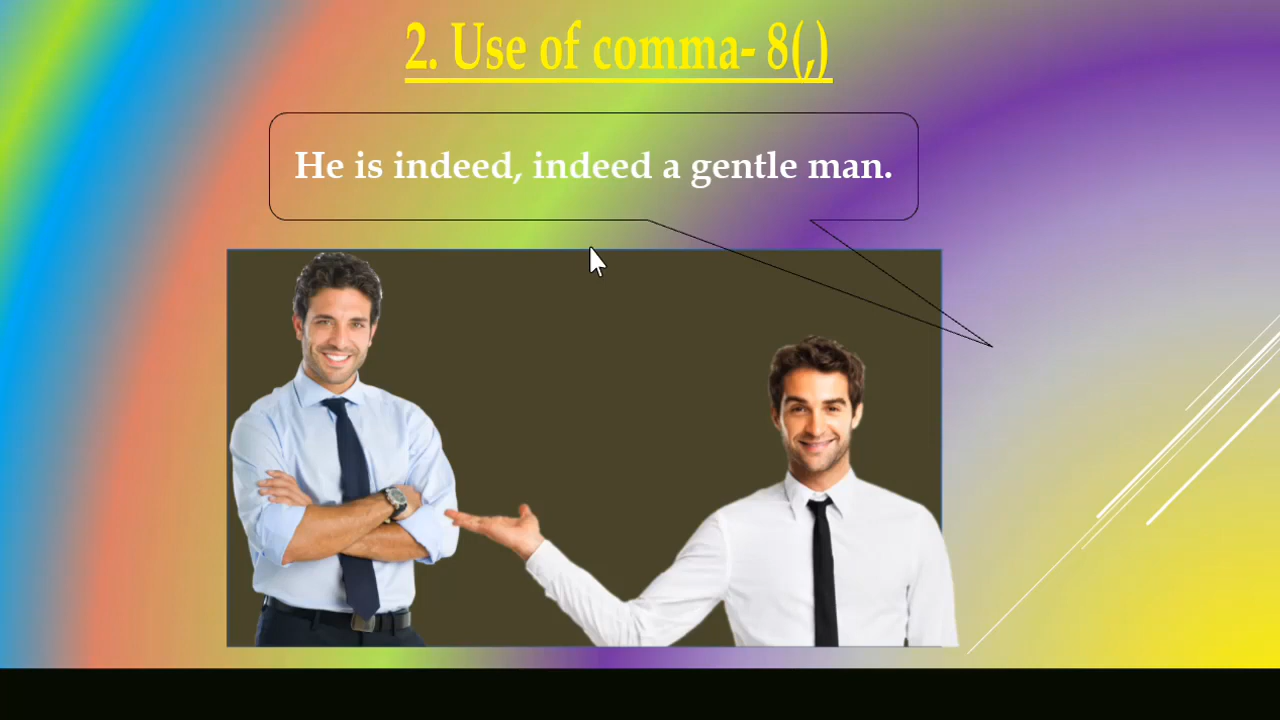 2. Use of comma- 8(,)
He is indeed, indeed a gentle man.